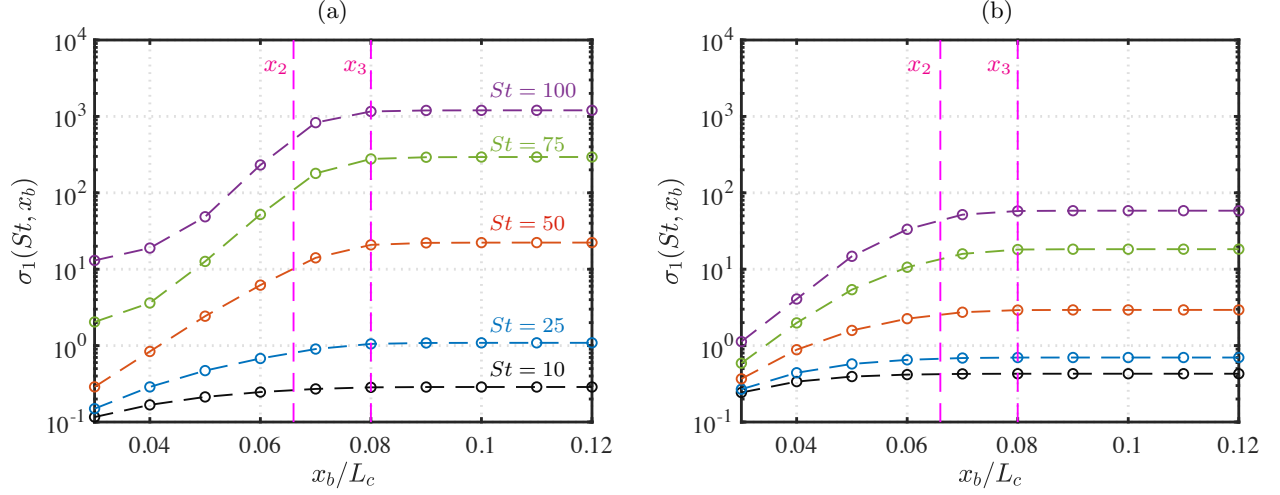 (a)
10^4
10^3
10^2
10^1
10^0
10^{-1}
σ_1(St, x_b)
x_2
x_3
St = 100
St = 75
St = 50
St = 25
St = 10
0.04
0.06
0.08
0.1
0.12
x_b/L_c
(b)
10^4
10^3
10^2
10^1
10^0
10^{-1}
σ_1(St, x_b)
x_2
x_3
0.04
0.06
0.08
0.1
0.12
x_b/L_c